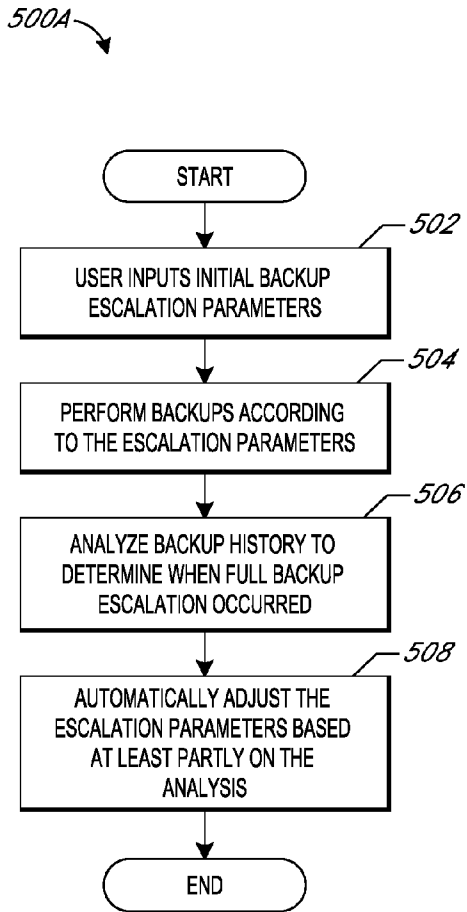 500A
START
502
USER INPUTS INITIAL BACKUP
ESCALATION PARAMETERS
504
PERFORM BACKUPS ACCORDING
TO THE ESCALATION PARAMETERS
506
ANALYZE BACKUP HISTORY TO
DETERMINE WHEN FULL BACKUP
ESCALATION OCCURRED
508
AUTOMATICALLY ADJUST THE
ESCALATION PARAMETERS BASED
AT LEAST PARTLY ON THE
ANALYSIS
END